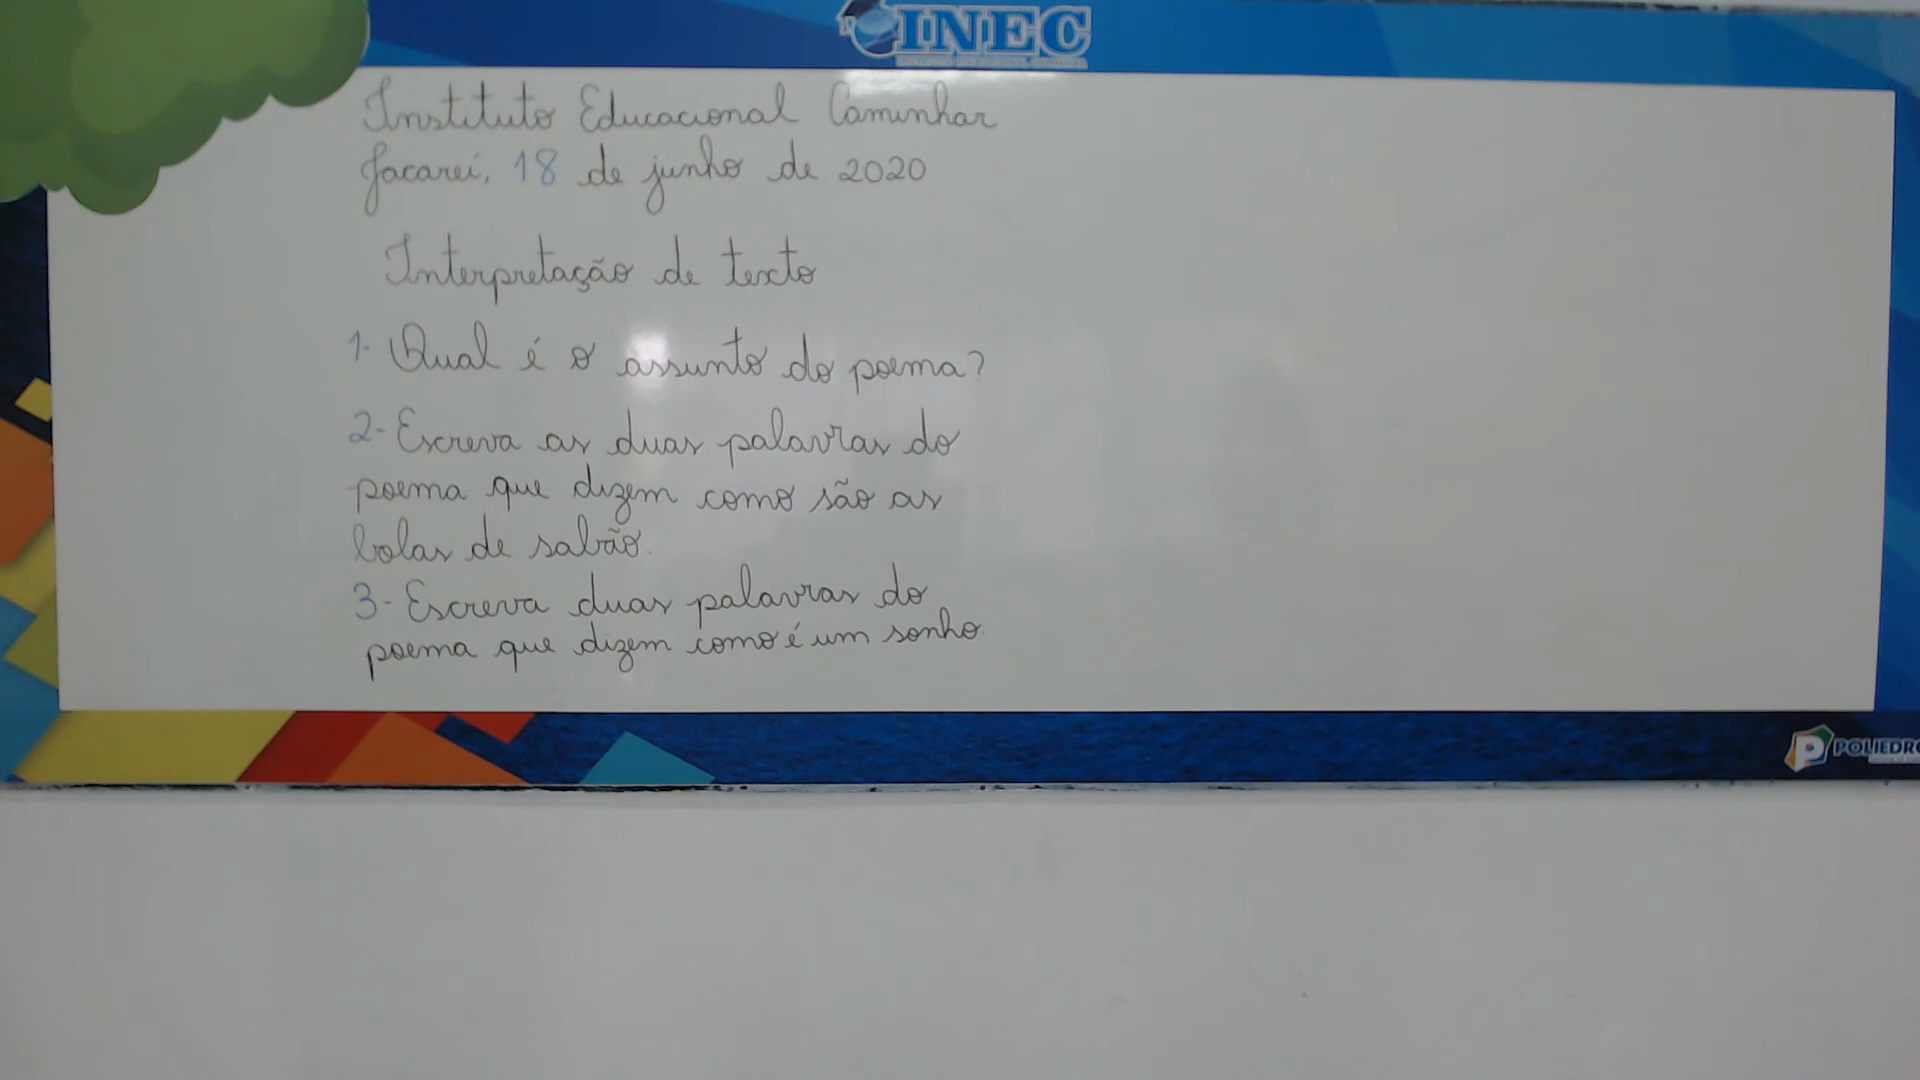 INEC
Instituto Educacional Caminhar
Jacareí, 18 de junho de 2020
Interpretação de texto
1- Qual é o assunto do poema?
2- Escreva as duas palavras do
poema que dizem como são as
bolas de sabão.
3- Escreva duas palavras do
poema que dizem como é um sonho
POLIEDRO